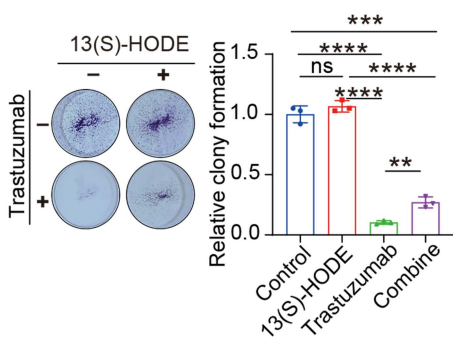 13(S)-HODE
− +
Trastuzumab
−
+
Relative clony formation
1.5
1.0
0.5
0.0
***
****
ns ****
****
**
Control
13(S)-HODE
Trastuzumab
Combine